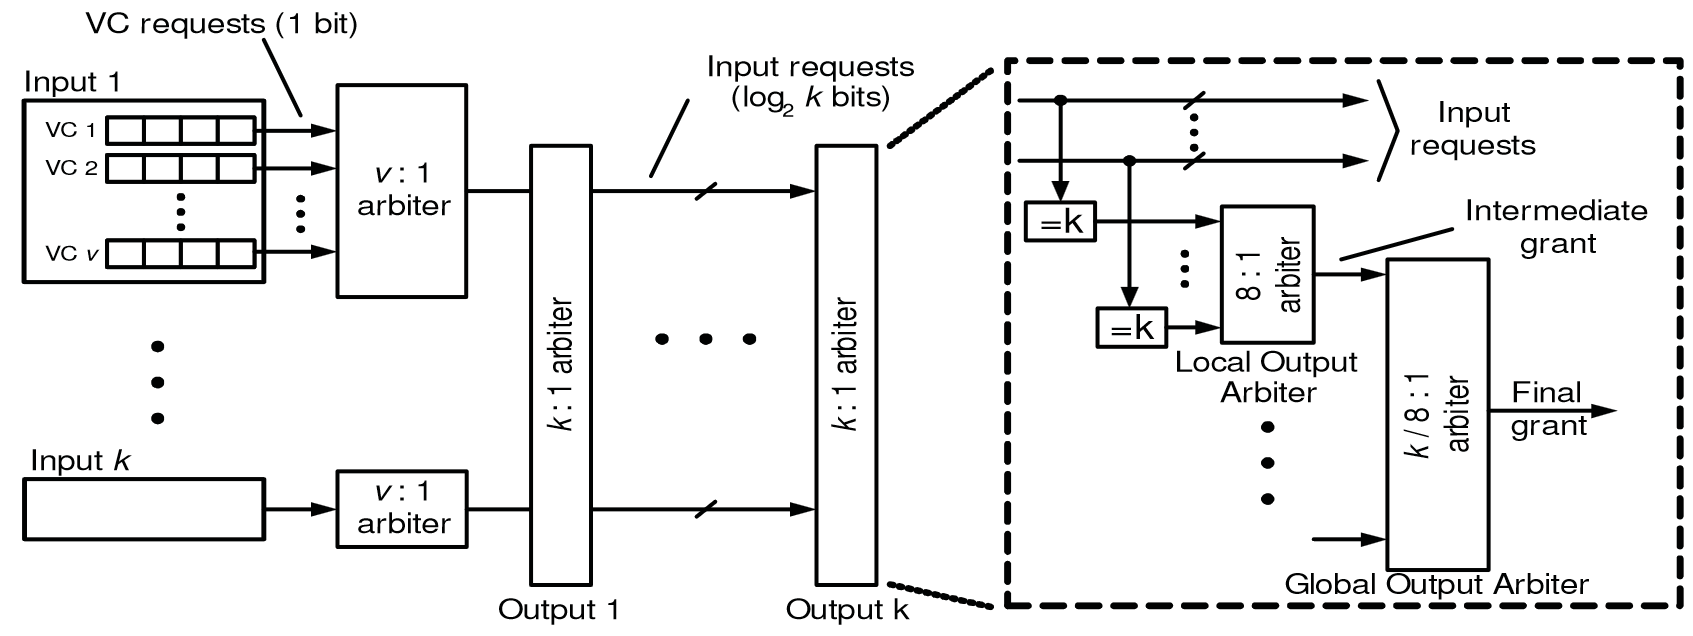 VC requests (1 bit)
Input 1
VC 1
VC 2
VC v
v : 1
arbiter
Input k
v : 1
arbiter
k : 1 arbiter
Output 1
Input requests
(log2 k bits)
k : 1 arbiter
Output k
Input
requests
=k
=k
8 : 1
arbiter
Local Output
Arbiter
Intermediate
grant
k / 8 : 1
arbiter
Final
grant
Global Output Arbiter